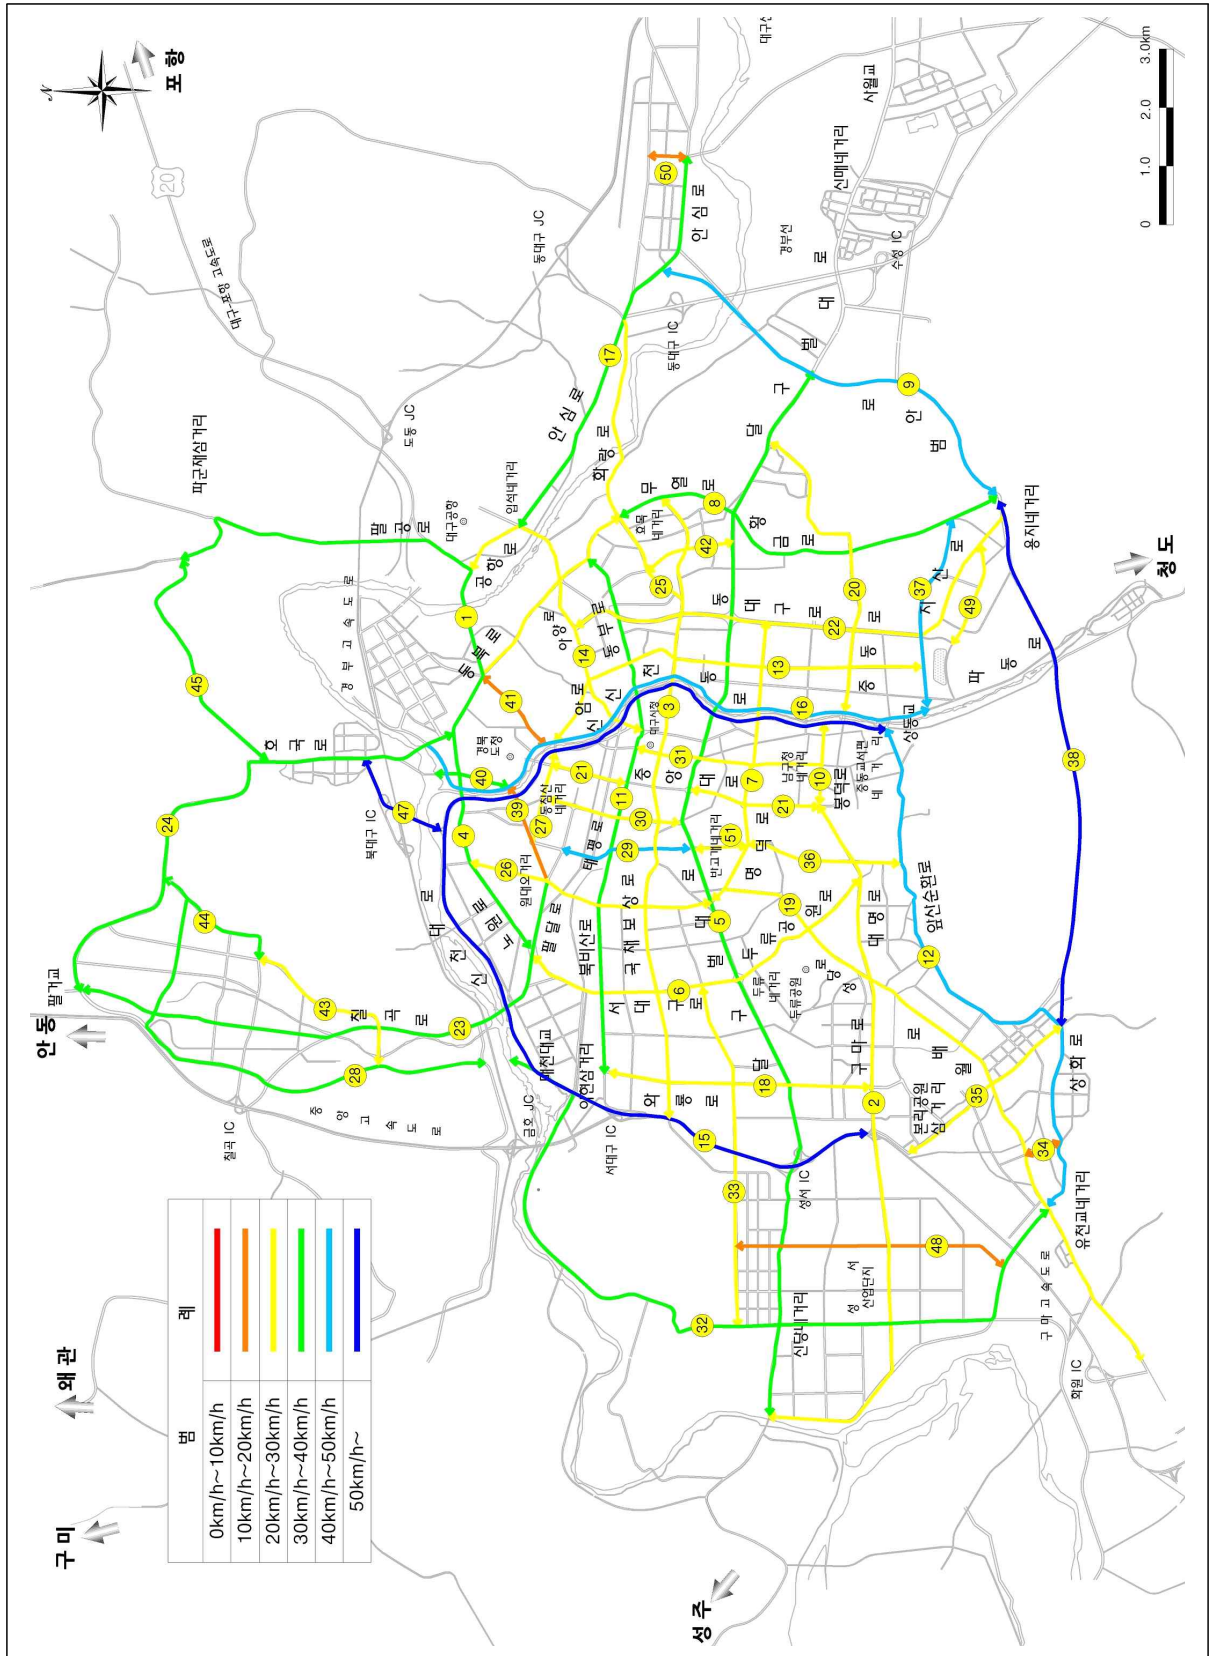 N
포항
안동
왜관
구미
성주
청도
3.0km
2.0
1.0
0
범 례
0km/h~10km/h
10km/h~20km/h
20km/h~30km/h
30km/h~40km/h
40km/h~50km/h
50km/h~
20
대구-포항 고속도로
파군재삼거리
도동 JC
동대구 JC
팔공로
대구공항
입석네거리
공항로
안심로
안심로
50
17
화랑로
동대구 IC
경부선
신매네거리
사월교
수성 IC
달구벌대로
범안로
9
용지네거리
무열로
효목네거리
8
황금로
42
25
동대구로
20
37
지산로
49
22
13
파동로
중동로
상동교
16
경부고속도로
45
호국로
1
동북로
41
아양로
14
동부로
신암로
신천동로
경북도청
대구시청
3
31
중앙대로
40
39
동침산네거리
21
11
7
남구청네거리
10
봉덕로
중동교서편네거리
21
38
팔거교
24
44
43
칠곡로
23
28
중앙고속도로
칠곡 IC
북대구 IC
47
4
신천대로
노원로
원대오거리
26
27
팔달로
태평로
30
29
북비산로
국채보상로
반고개네거리
51
명덕로
36
5
달구벌대로
19
두류공원로
두류네거리
두류공원
성당로
대명로
앞산순환로
12
매천대교
이현삼거리
금호 JC
서대구 IC
서대구로
6
와룡로
18
15
33
성서 IC
구마로
2
본리공원삼거리
월배로
35
상화로
34
유천교네거리
48
32
신당네거리
성서산업단지
구마고속도로
화원 IC